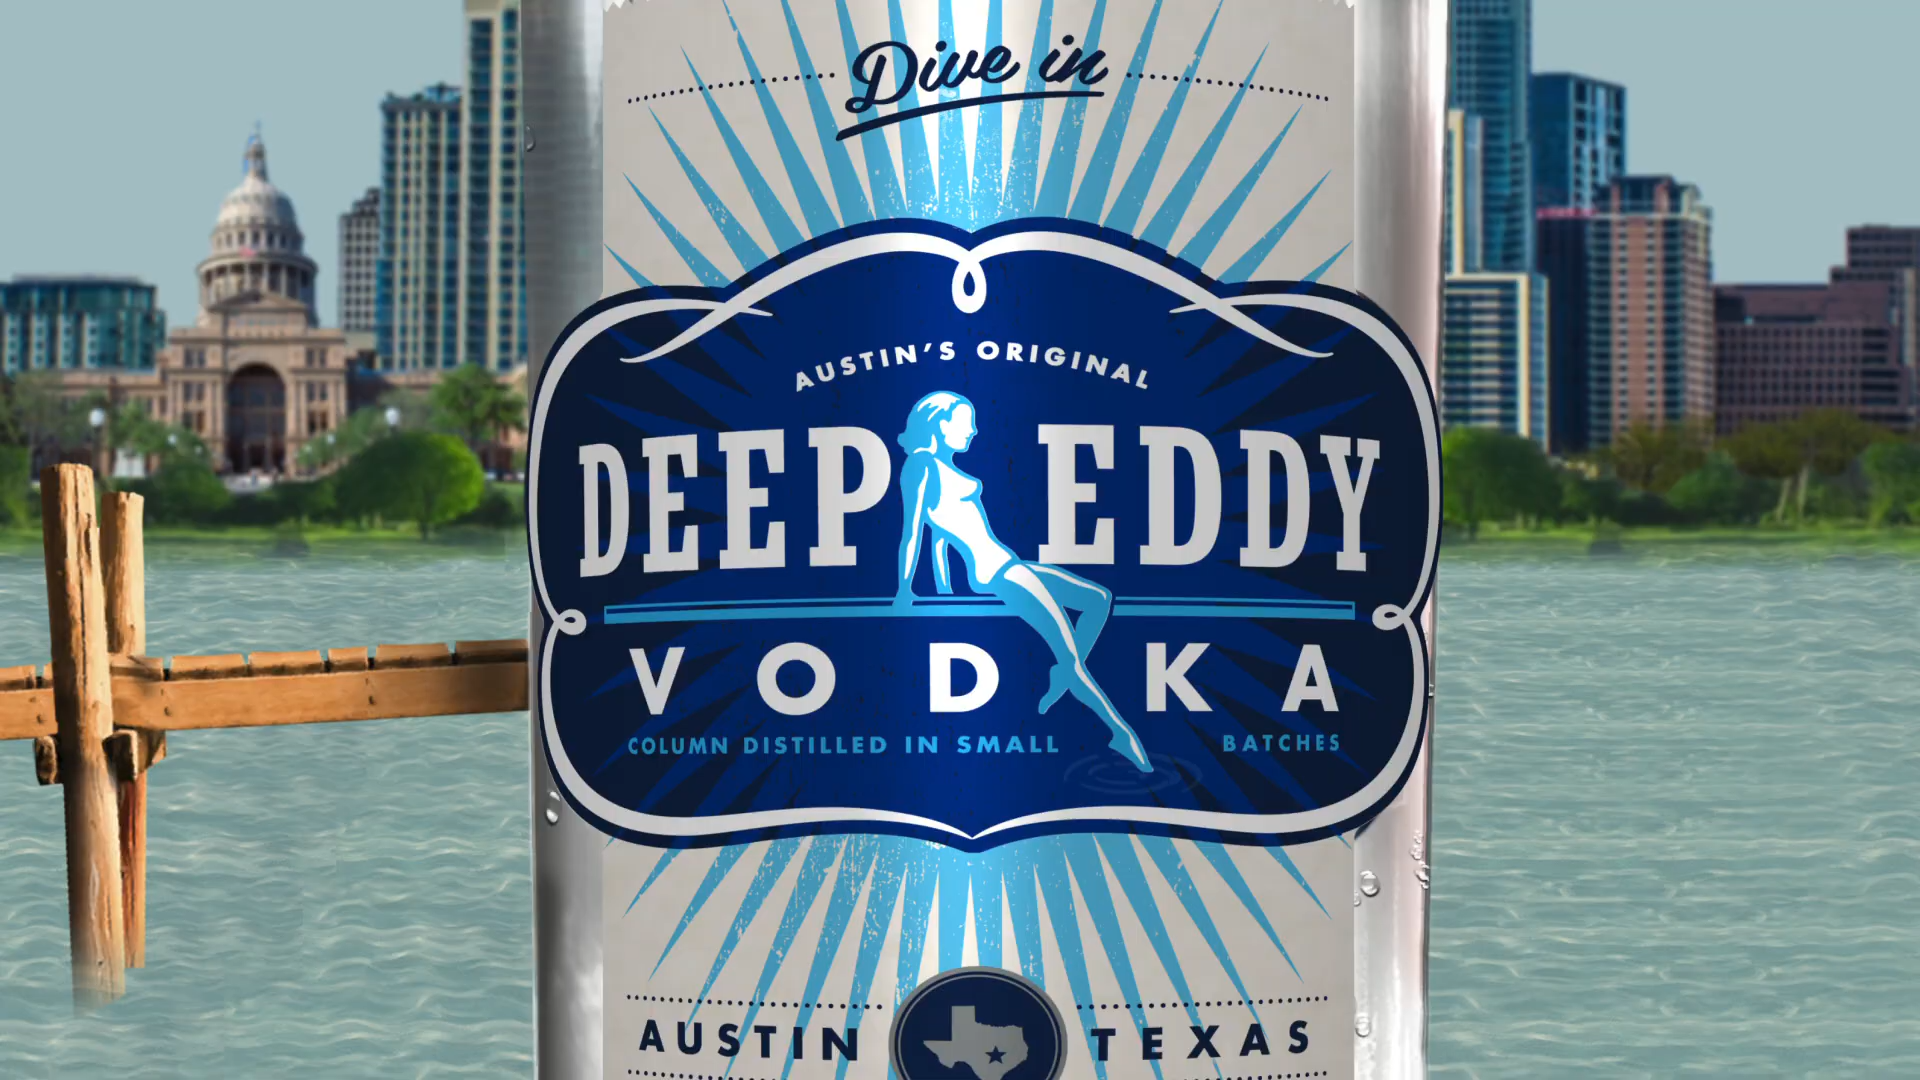 Dive in
AUSTIN'S ORIGINAL
DEEP EDDY
VODKA
COLUMN DISTILLED IN SMALL BATCHES
AUSTIN TEXAS